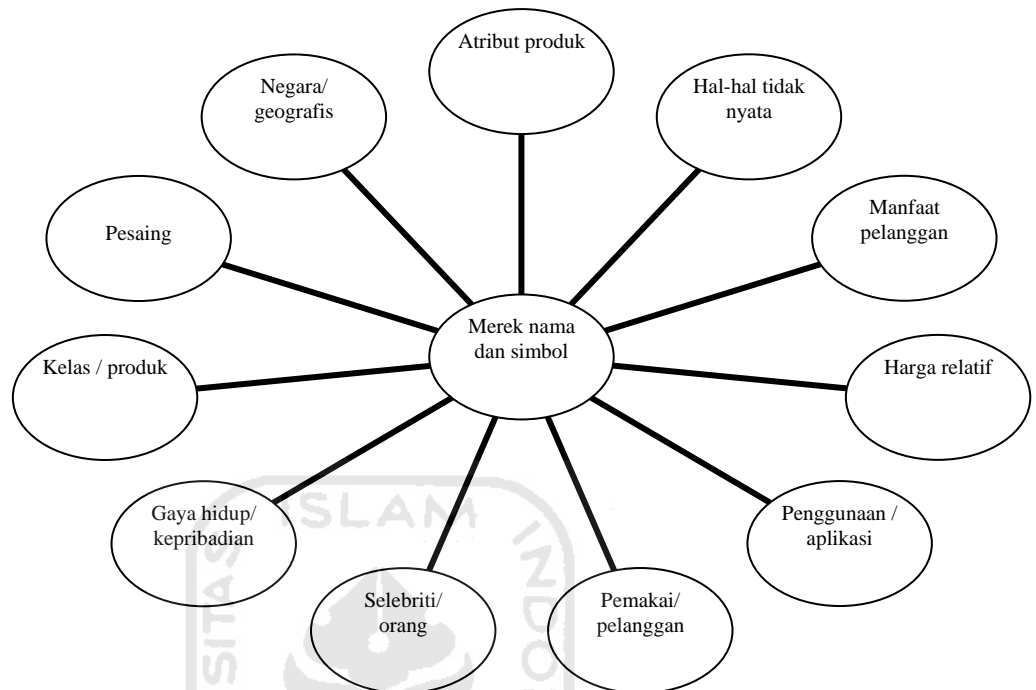 Atribut produk
Negara/
geografis
Hal-hal tidak
nyata
Pesaing
Manfaat
pelanggan
Merek nama
dan simbol
Kelas / produk
Harga relatif
Gaya hidup/
kepribadian
Penggunaan /
aplikasi
Selebriti/
orang
Pemakai/
pelanggan
ISLAM